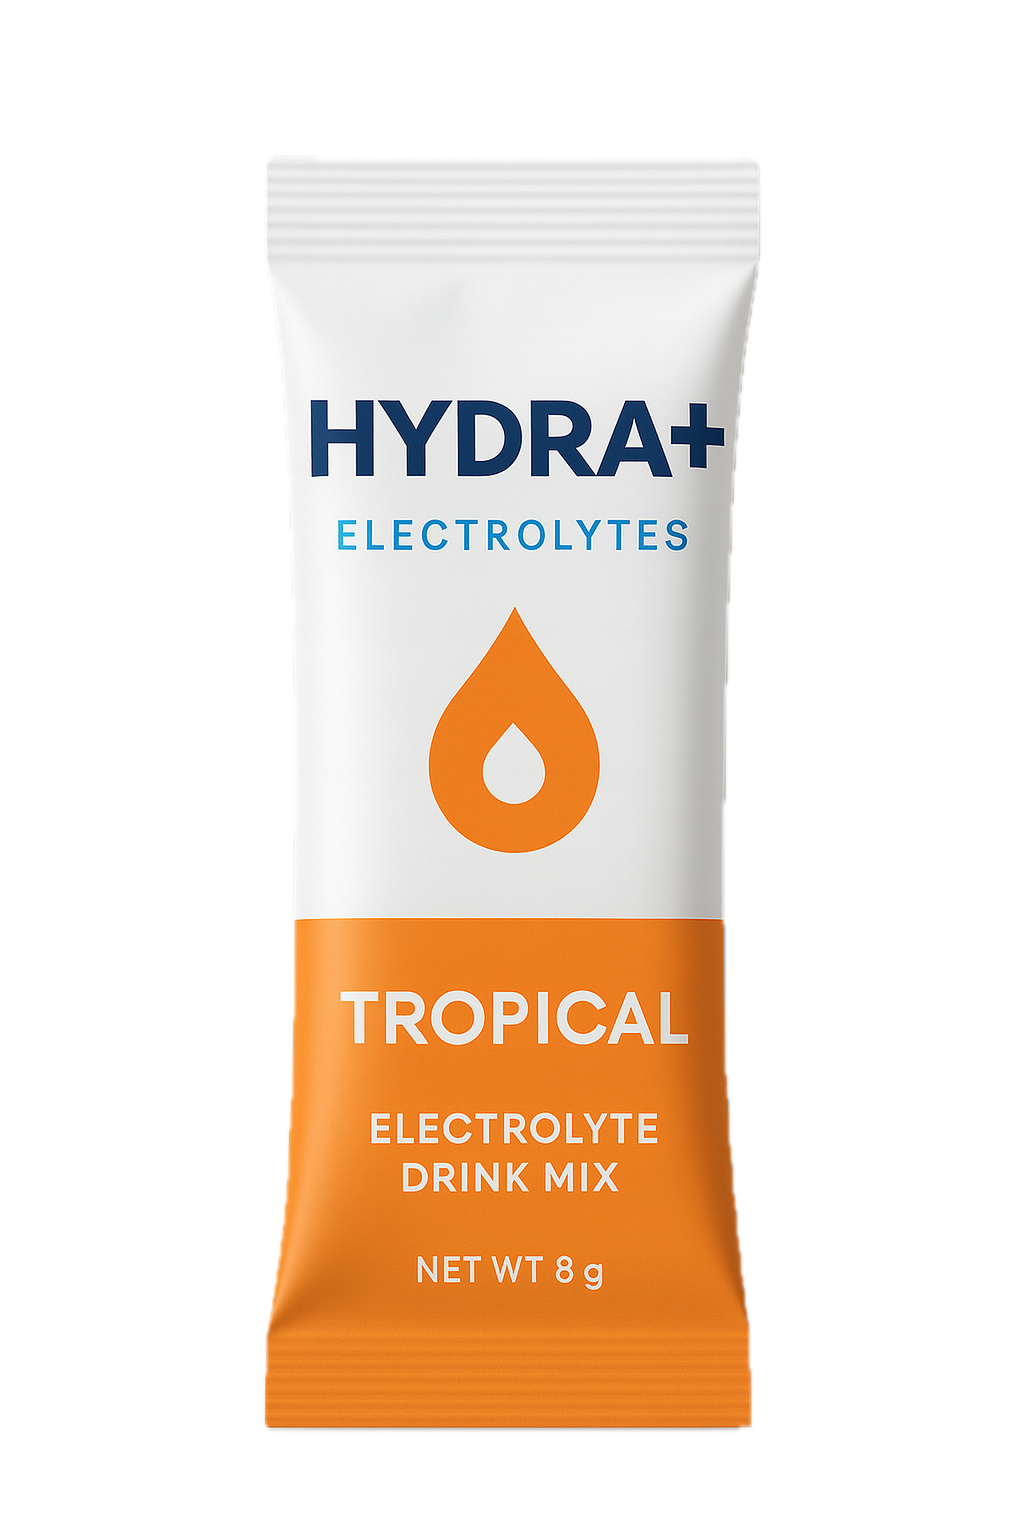 HYDRA+
ELECTROLYTES
TROPICAL
ELECTROLYTE
DRINK MIX
NET WT 8 g